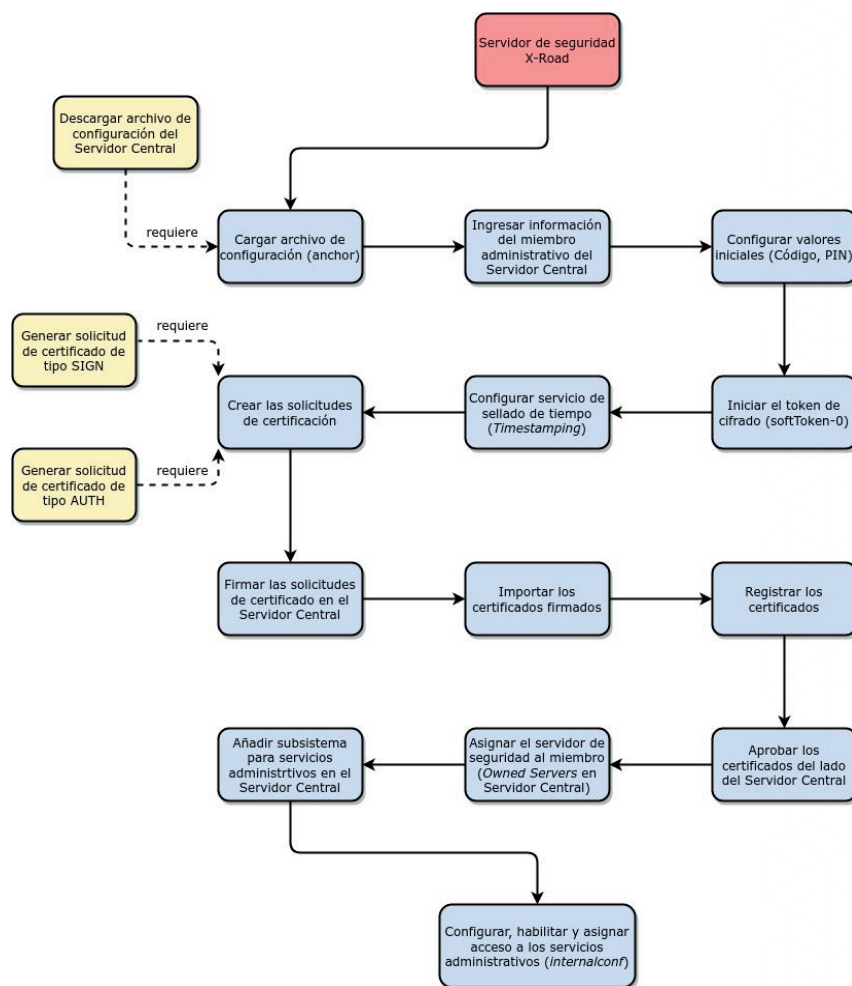 Servidor de seguridad
X-Road
Descargar archivo de
configuración del
Servidor Central
requiere
Cargar archivo de
configuración (anchor)
Ingresar información
del miembro
administrativo del
Servidor Central
Configurar valores
iniciales (Código, PIN)
Generar solicitud
de certificado de
tipo SIGN
requiere
Crear las solicitudes
de certificación
Configurar servicio de
sellado de tiempo
(Timestamping)
Iniciar el token de
cifrado (softToken-0)
Generar solicitud
de certificado de
tipo AUTH
requiere
Firmar las solicitudes
de certificado en el
Servidor Central
Importar los
certificados firmados
Registrar los
certificados
Añadir subsistema
para servicios
administrtivos en el
Servidor Central
Asignar el servidor de
seguridad al miembro
(Owned Servers en
Servidor Central)
Aprobar los
certificados del lado
del Servidor Central
Configurar, habilitar y asignar
acceso a los servicios
administrativos (internalconf)